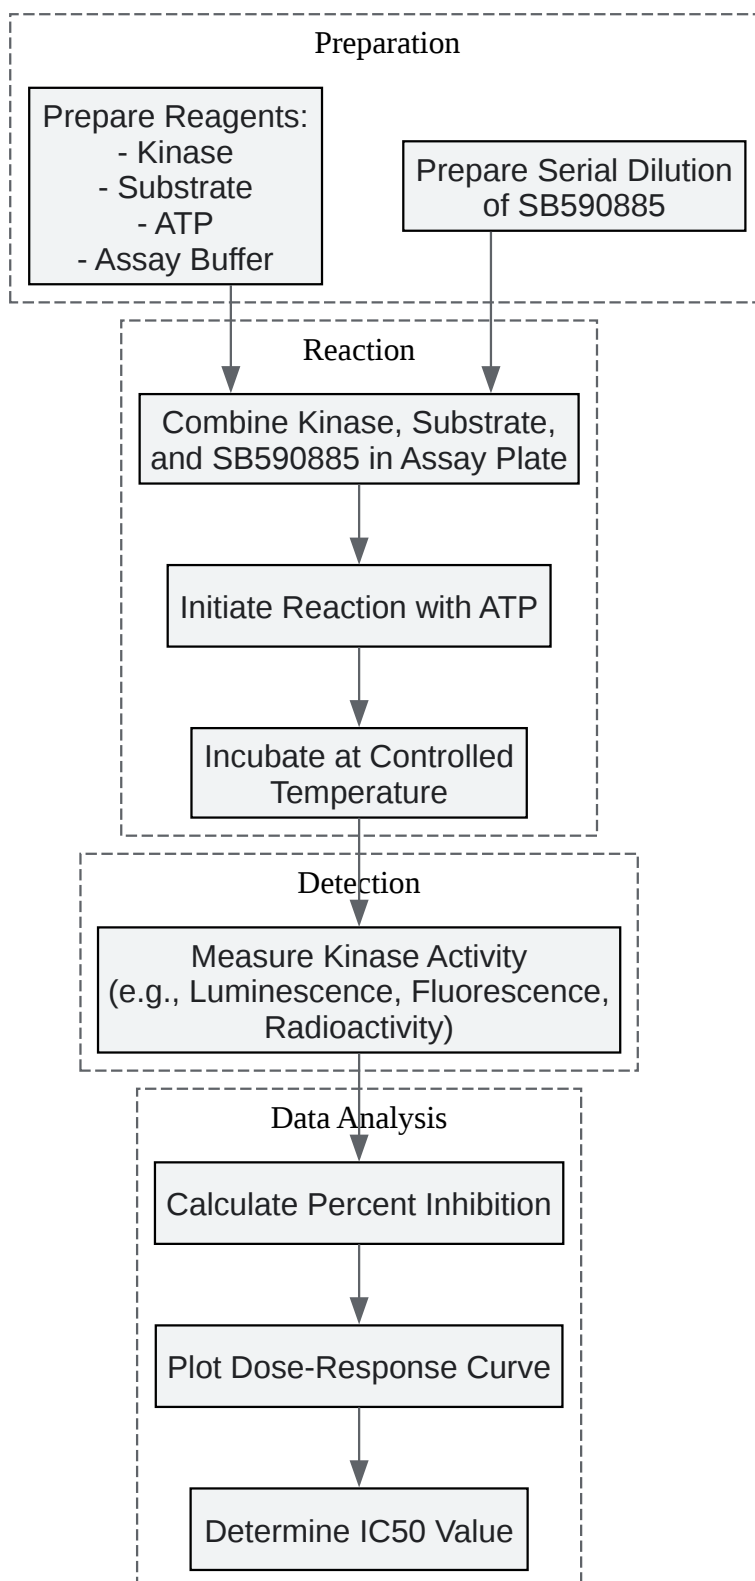 Preparation
Prepare Reagents:
- Kinase
- Substrate
- ATP
- Assay Buffer
Prepare Serial Dilution
of SB590885
Reaction
Combine Kinase, Substrate,
and SB590885 in Assay Plate
Initiate Reaction with ATP
Incubate at Controlled
Temperature
Detection
Measure Kinase Activity
(e.g., Luminescence, Fluorescence,
Radioactivity)
Data Analysis
Calculate Percent Inhibition
Plot Dose-Response Curve
Determine IC50 Value